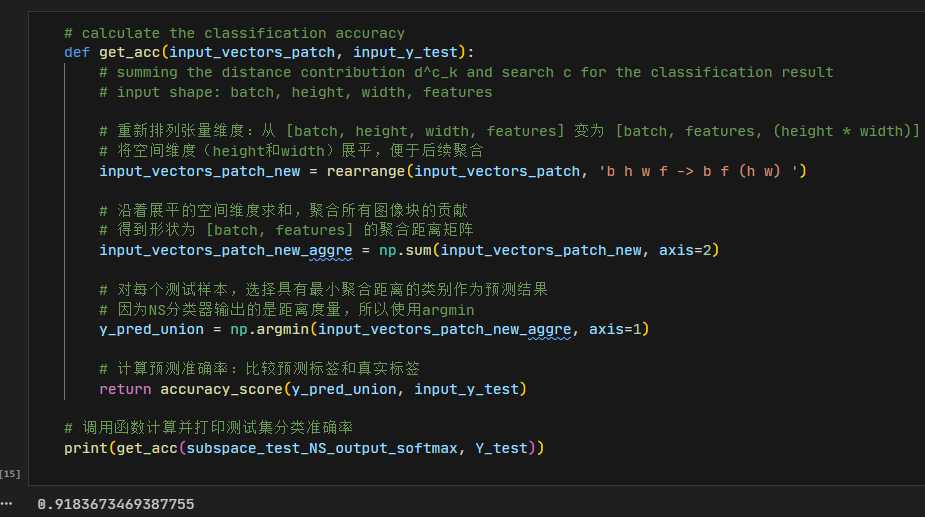 # calculate the classification accuracy
def get_acc(input_vectors_patch, input_y_test):
    # summing the distance contribution d^c_k and search c for the classification result
    # input shape: batch, height, width, features
    # 重新排列张量维度：从 [batch, height, width, features] 变为 [batch, features, (height * width)]
    # 将空间维度（height和width）展平，便于后续聚合
    input_vectors_patch_new = rearrange(input_vectors_patch, 'b h w f -> b f (h w) ')
    # 沿着展平的空间维度求和，聚合所有图像块的贡献
    # 得到形状为 [batch, features] 的聚合距离矩阵
    input_vectors_patch_new_aggre = np.sum(input_vectors_patch_new, axis=2)
    # 对每个测试样本，选择具有最小聚合距离的类别作为预测结果
    # 因为NS分类器输出的是距离度量，所以使用argmin
    y_pred_union = np.argmin(input_vectors_patch_new_aggre, axis=1)
    # 计算预测准确率：比较预测标签和真实标签
    return accuracy_score(y_pred_union, input_y_test)
# 调用函数计算并打印测试集分类准确率
print(get_acc(subspace_test_NS_output_softmax, Y_test))
[15]
... 0.9183673469387755